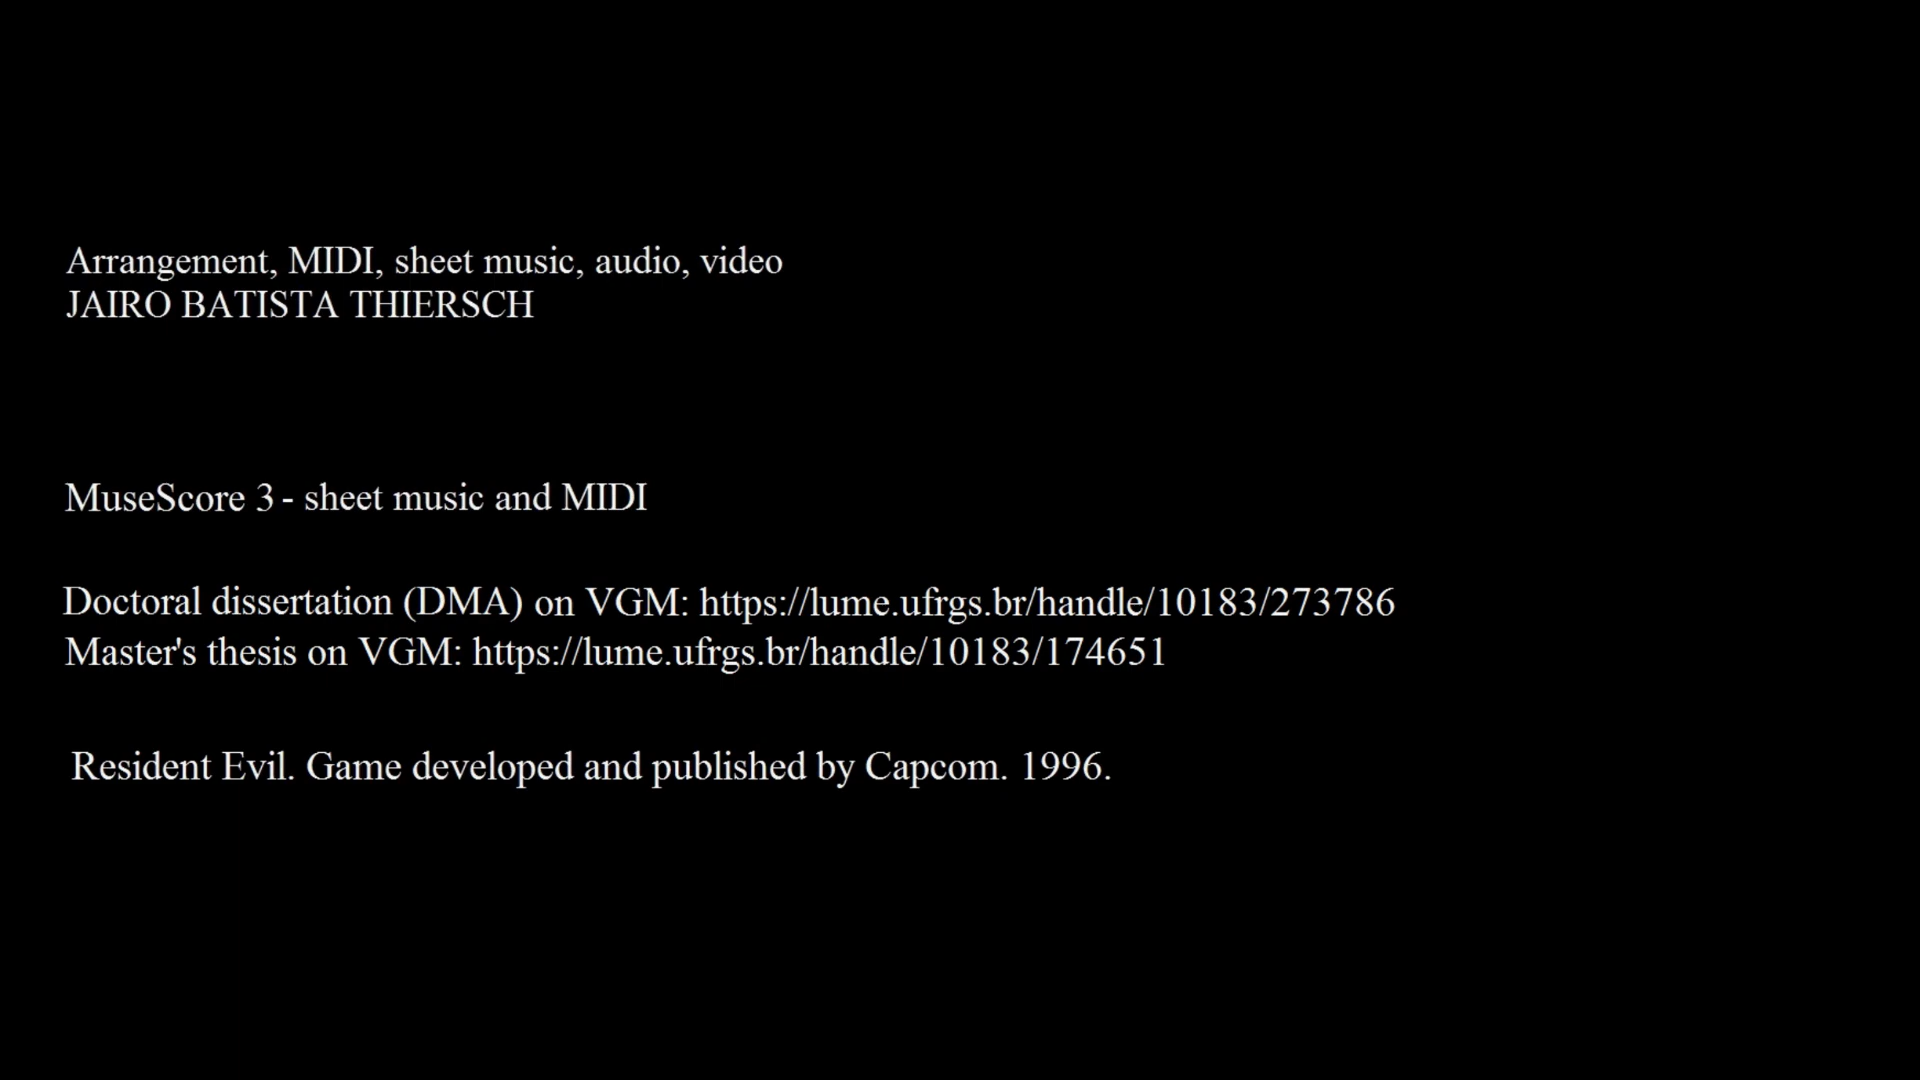 Arrangement, MIDI, sheet music, audio, video
JAIRO BATISTA THIERSCH
MuseScore 3 - sheet music and MIDI
Doctoral dissertation (DMA) on VGM: https://lume.ufrgs.br/handle/10183/273786
Master's thesis on VGM: https://lume.ufrgs.br/handle/10183/174651
Resident Evil. Game developed and published by Capcom. 1996.